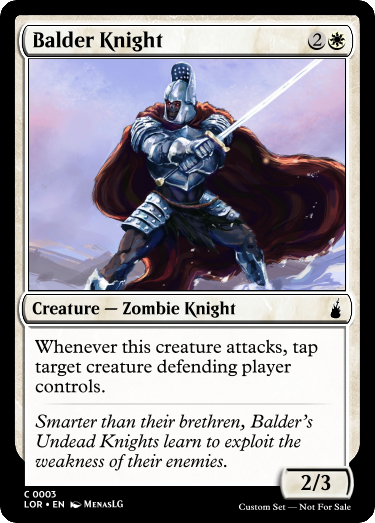 Balder Knight 2
Creature — Zombie Knight
Whenever this creature attacks, tap
target creature defending player
controls.
Smarter than their brethren, Balder's
Undead Knights learn to exploit the
weakness of their enemies.
2/3
C 0003
LOR • EN MenasLG
Custom Set — Not For Sale